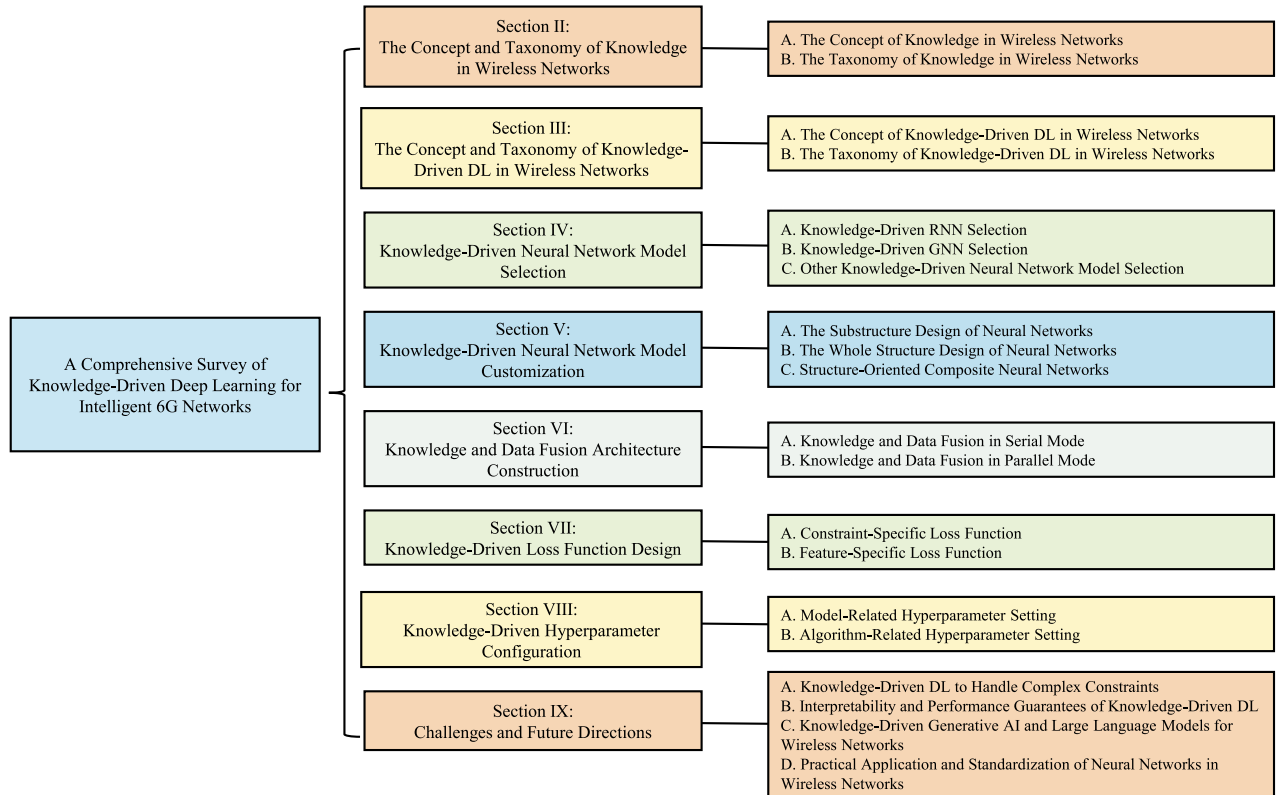 A Comprehensive Survey of
Knowledge-Driven Deep Learning for
Intelligent 6G Networks
Section II:
The Concept and Taxonomy of Knowledge
in Wireless Networks
A. The Concept of Knowledge in Wireless Networks
B. The Taxonomy of Knowledge in Wireless Networks
Section III:
The Concept and Taxonomy of Knowledge-
Driven DL in Wireless Networks
A. The Concept of Knowledge-Driven DL in Wireless Networks
B. The Taxonomy of Knowledge-Driven DL in Wireless Networks
Section IV:
Knowledge-Driven Neural Network Model
Selection
A. Knowledge-Driven RNN Selection
B. Knowledge-Driven GNN Selection
C. Other Knowledge-Driven Neural Network Model Selection
Section V:
Knowledge-Driven Neural Network Model
Customization
A. The Substructure Design of Neural Networks
B. The Whole Structure Design of Neural Networks
C. Structure-Oriented Composite Neural Networks
Section VI:
Knowledge and Data Fusion Architecture
Construction
A. Knowledge and Data Fusion in Serial Mode
B. Knowledge and Data Fusion in Parallel Mode
Section VII:
Knowledge-Driven Loss Function Design
A. Constraint-Specific Loss Function
B. Feature-Specific Loss Function
Section VIII:
Knowledge-Driven Hyperparameter
Configuration
A. Model-Related Hyperparameter Setting
B. Algorithm-Related Hyperparameter Setting
Section IX:
Challenges and Future Directions
A. Knowledge-Driven DL to Handle Complex Constraints
B. Interpretability and Performance Guarantees of Knowledge-Driven DL
C. Knowledge-Driven Generative AI and Large Language Models for
Wireless Networks
D. Practical Application and Standardization of Neural Networks in
Wireless Networks